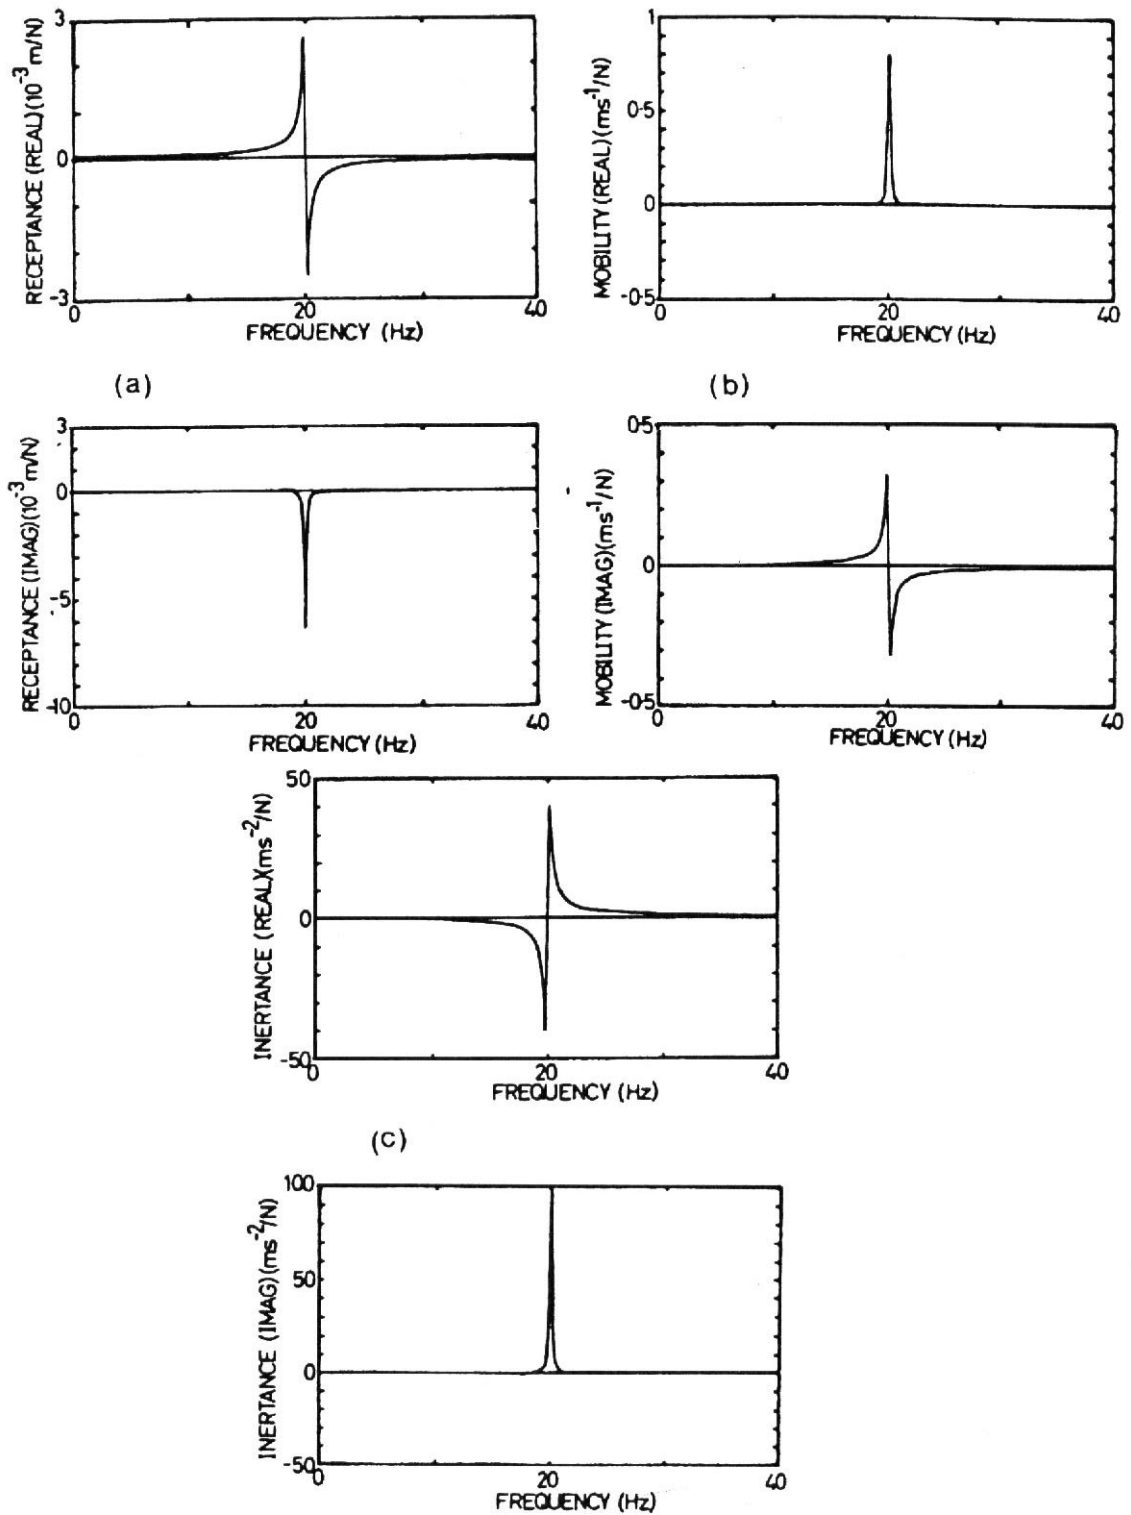 RECEPTANCE (REAL)(10⁻³ m/N)
3
0
-3
0
20
40
FREQUENCY (Hz)
MOBILITY (REAL)(ms⁻¹/N)
1
0·5
0
-0·5
0
20
40
FREQUENCY (Hz)
(a)
(b)
RECEPTANCE (IMAG)(10⁻³ m/N)
3
0
-5
-10
0
20
40
FREQUENCY (Hz)
MOBILITY (IMAG)(ms⁻¹/N)
0·5
0
-0·5
0
20
40
FREQUENCY (Hz)
INERTANCE (REAL)(ms⁻²/N)
50
0
-50
0
20
40
FREQUENCY (Hz)
(c)
INERTANCE (IMAG)(ms⁻²/N)
100
50
0
-50
0
20
40
FREQUENCY (Hz)